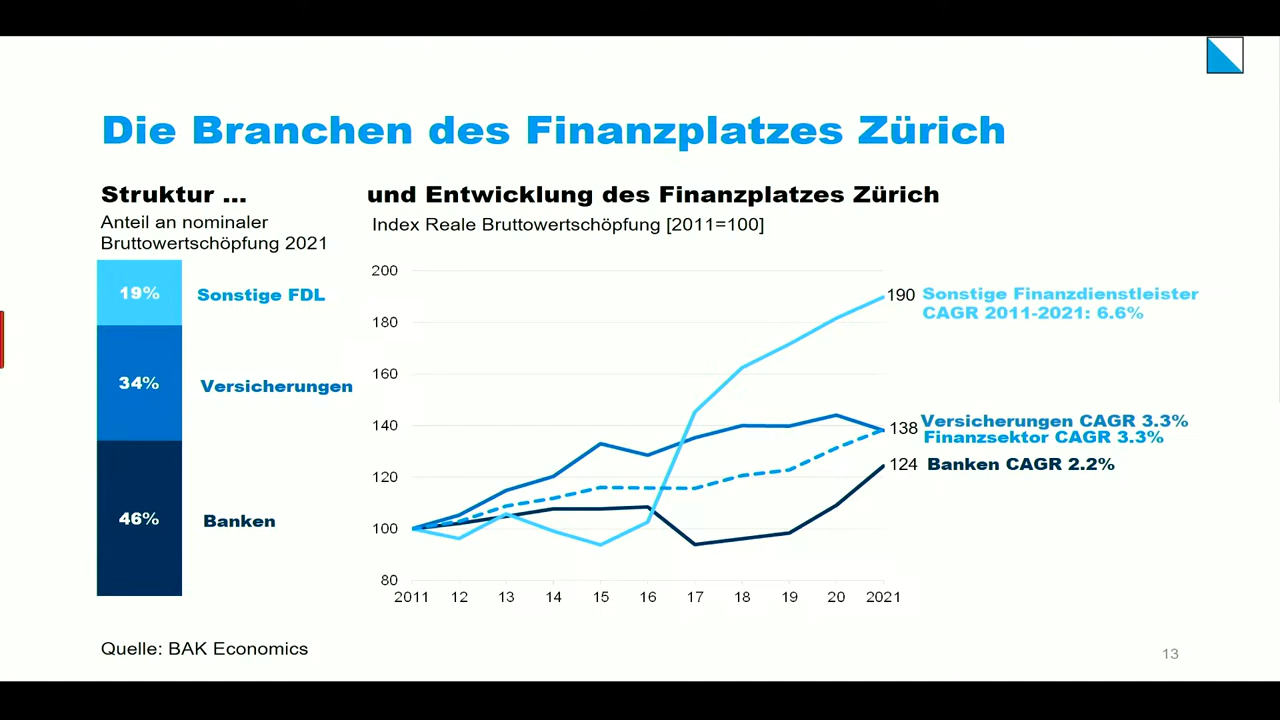 Die Branchen des Finanzplatzes Zürich
Struktur ...
Anteil an nominaler
Bruttowertschöpfung 2021
19%
Sonstige FDL
34%
Versicherungen
46%
Banken
und Entwicklung des Finanzplatzes Zürich
Index Reale Bruttowertschöpfung [2011=100]
200
180
160
140
120
100
80
2011 12 13 14 15 16 17 18 19 20 2021
190 Sonstige Finanzdienstleister
CAGR 2011-2021: 6.6%
138 Versicherungen CAGR 3.3%
Finanzsektor CAGR 3.3%
124 Banken CAGR 2.2%
Quelle: BAK Economics
13